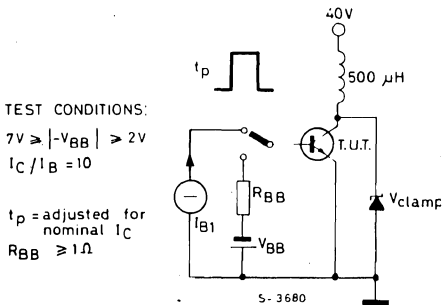 40V
tp
500 µH
TEST CONDITIONS:
7V ⩾ |-VBB| ⩾ 2V
IC/IB = 10
T.U.T.
tp = adjusted for
nominal IC
RBB ⩾ 1Ω
IB1
RBB
VBB
Vclamp
S-3680